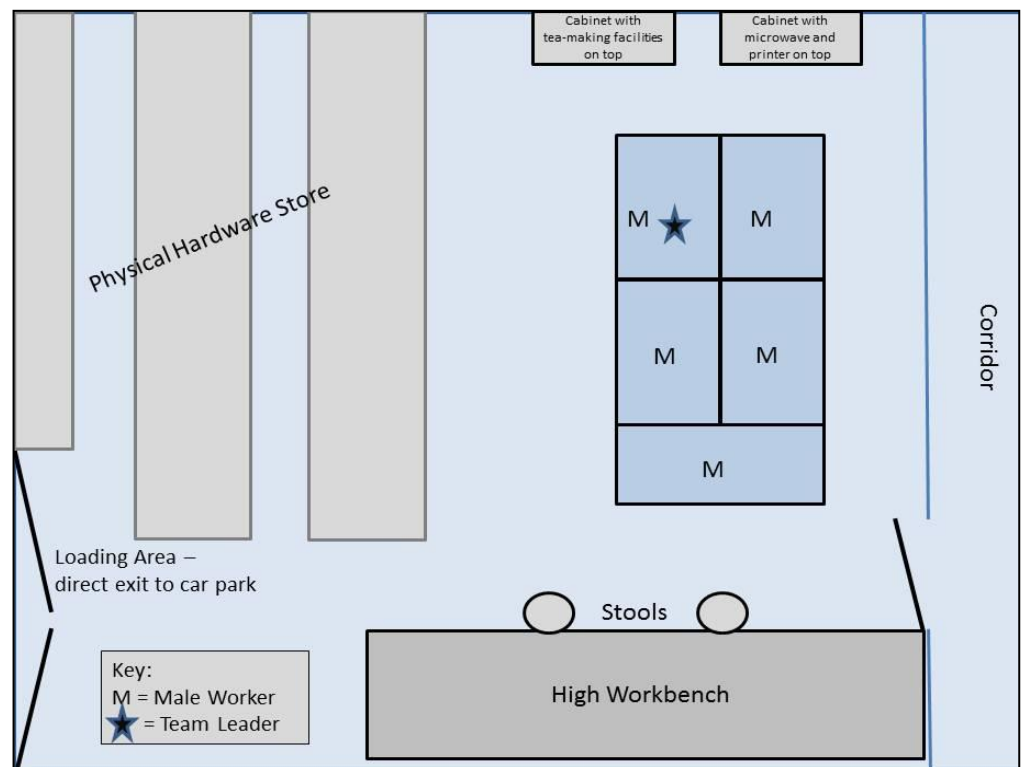 Cabinet with
tea-making facilities
on top
Cabinet with
microwave and
printer on top
Physical Hardware Store
M
M
M
M
M
Corridor
Loading Area –
direct exit to car park
Stools
High Workbench
Key:
M = Male Worker
= Team Leader